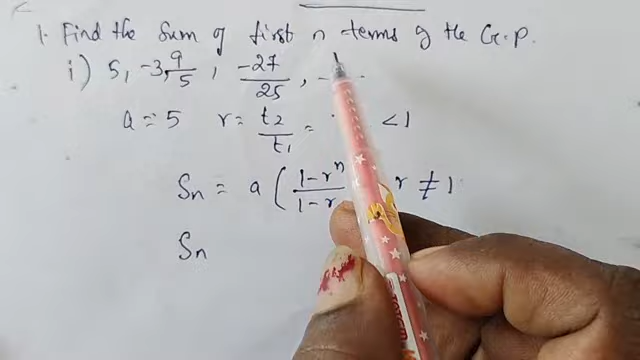 1. Find the Sum of first n terms of the G.P.
i) 5, -3, 9/5, -27/25, - .
a = 5 r = t2/t1 = < 1
Sn = a ( 1-rⁿ / 1-r r ≠ 1
Sn